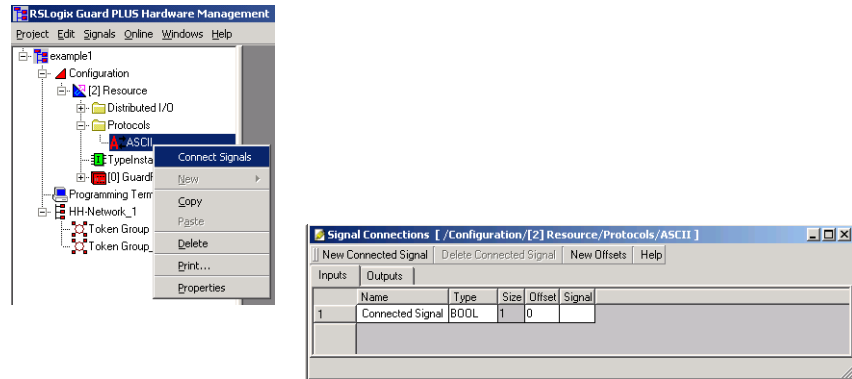 RSLogix Guard PLUS Hardware Management
Project Edit Signals Online Windows Help
example1
Configuration
[2] Resource
Distributed I/O
Protocols
ASCII
TypeInsta
[0] Guard
Programming Term
HH-Network_1
Token Group
Token Group_
Connect Signals
New
Copy
Paste
Delete
Print...
Properties
Signal Connections [ /Configuration/[2] Resource/Protocols/ASCII ]
New Connected Signal Delete Connected Signal New Offsets Help
Inputs Outputs
Name Type Size Offset Signal
1 Connected Signal BOOL 1 0